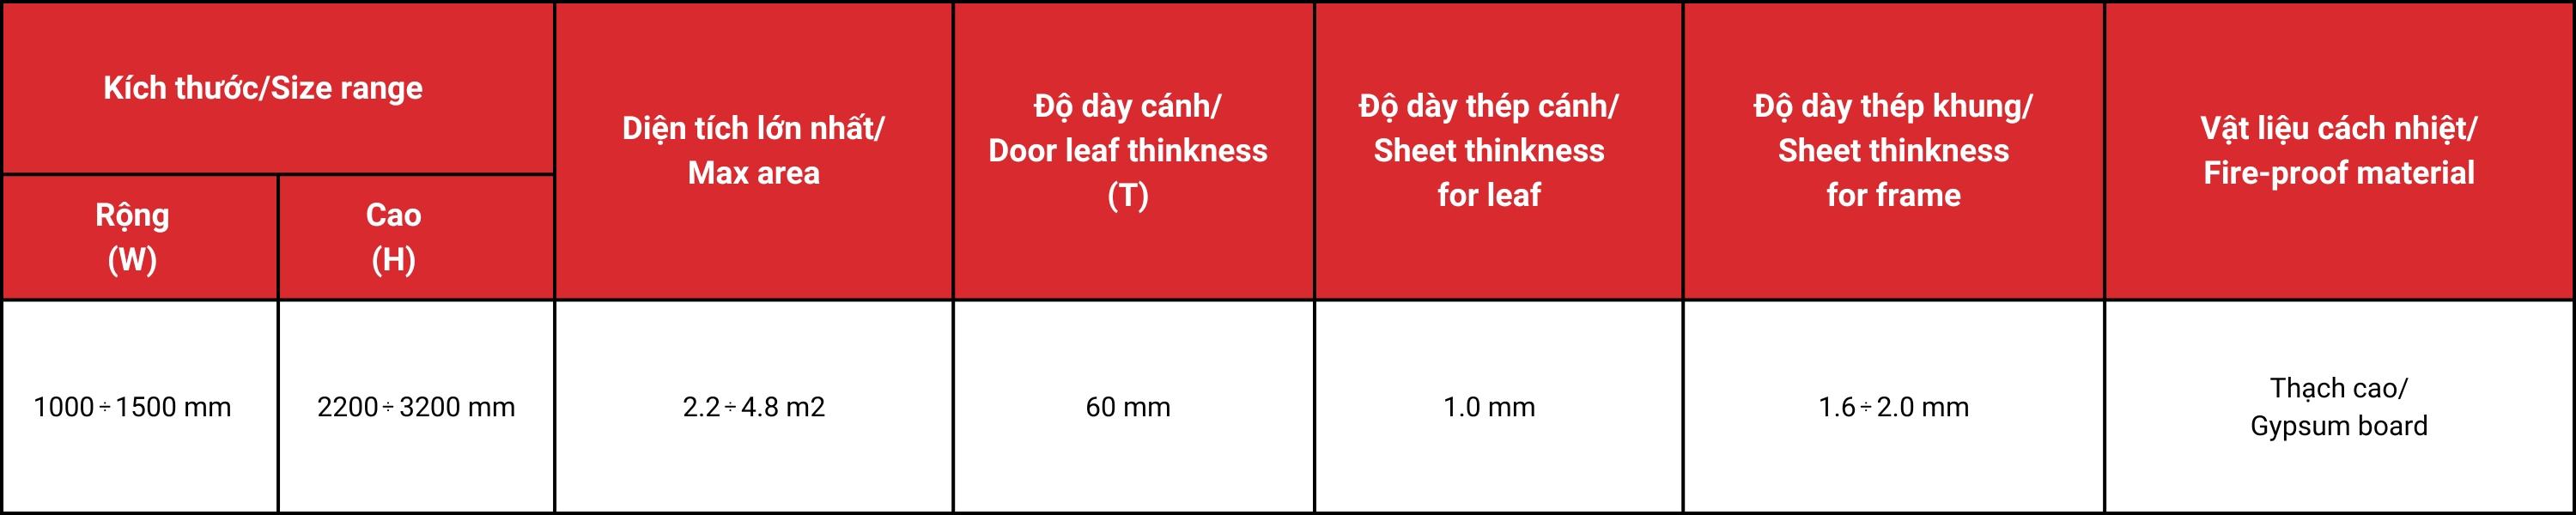 Kích thước/Size range
Rộng
(W)
Cao
(H)
Diện tích lớn nhất/
Max area
Độ dày cánh/
Door leaf thinkness
(T)
Độ dày thép cánh/
Sheet thinkness
for leaf
Độ dày thép khung/
Sheet thinkness
for frame
Vật liệu cách nhiệt/
Fire-proof material
1000÷1500 mm
2200÷3200 mm
2.2÷4.8 m2
60 mm
1.0 mm
1.6÷2.0 mm
Thạch cao/
Gypsum board